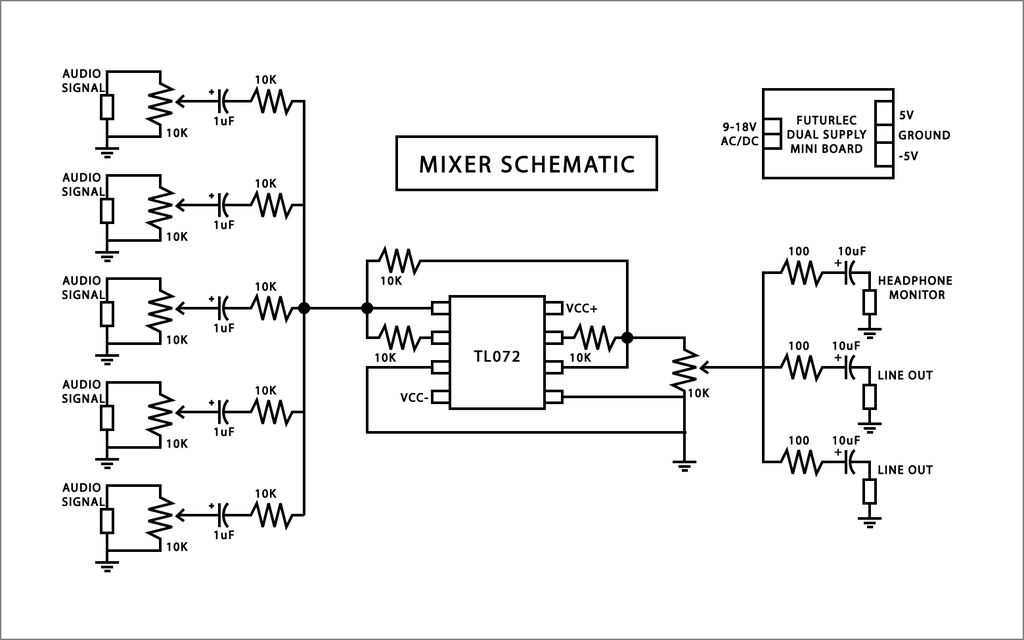 AUDIO
SIGNAL
10K
1uF
+
10K
AUDIO
SIGNAL
10K
1uF
+
10K
AUDIO
SIGNAL
10K
1uF
+
10K
AUDIO
SIGNAL
10K
1uF
+
10K
AUDIO
SIGNAL
10K
1uF
+
10K
MIXER SCHEMATIC
9-18V
AC/DC
FUTURLEC
DUAL SUPPLY
MINI BOARD
5V
GROUND
-5V
10K
10K
TL072
VCC+
10K
VCC-
10K
100
10uF
+
HEADPHONE
MONITOR
100
10uF
+
LINE OUT
100
10uF
+
LINE OUT